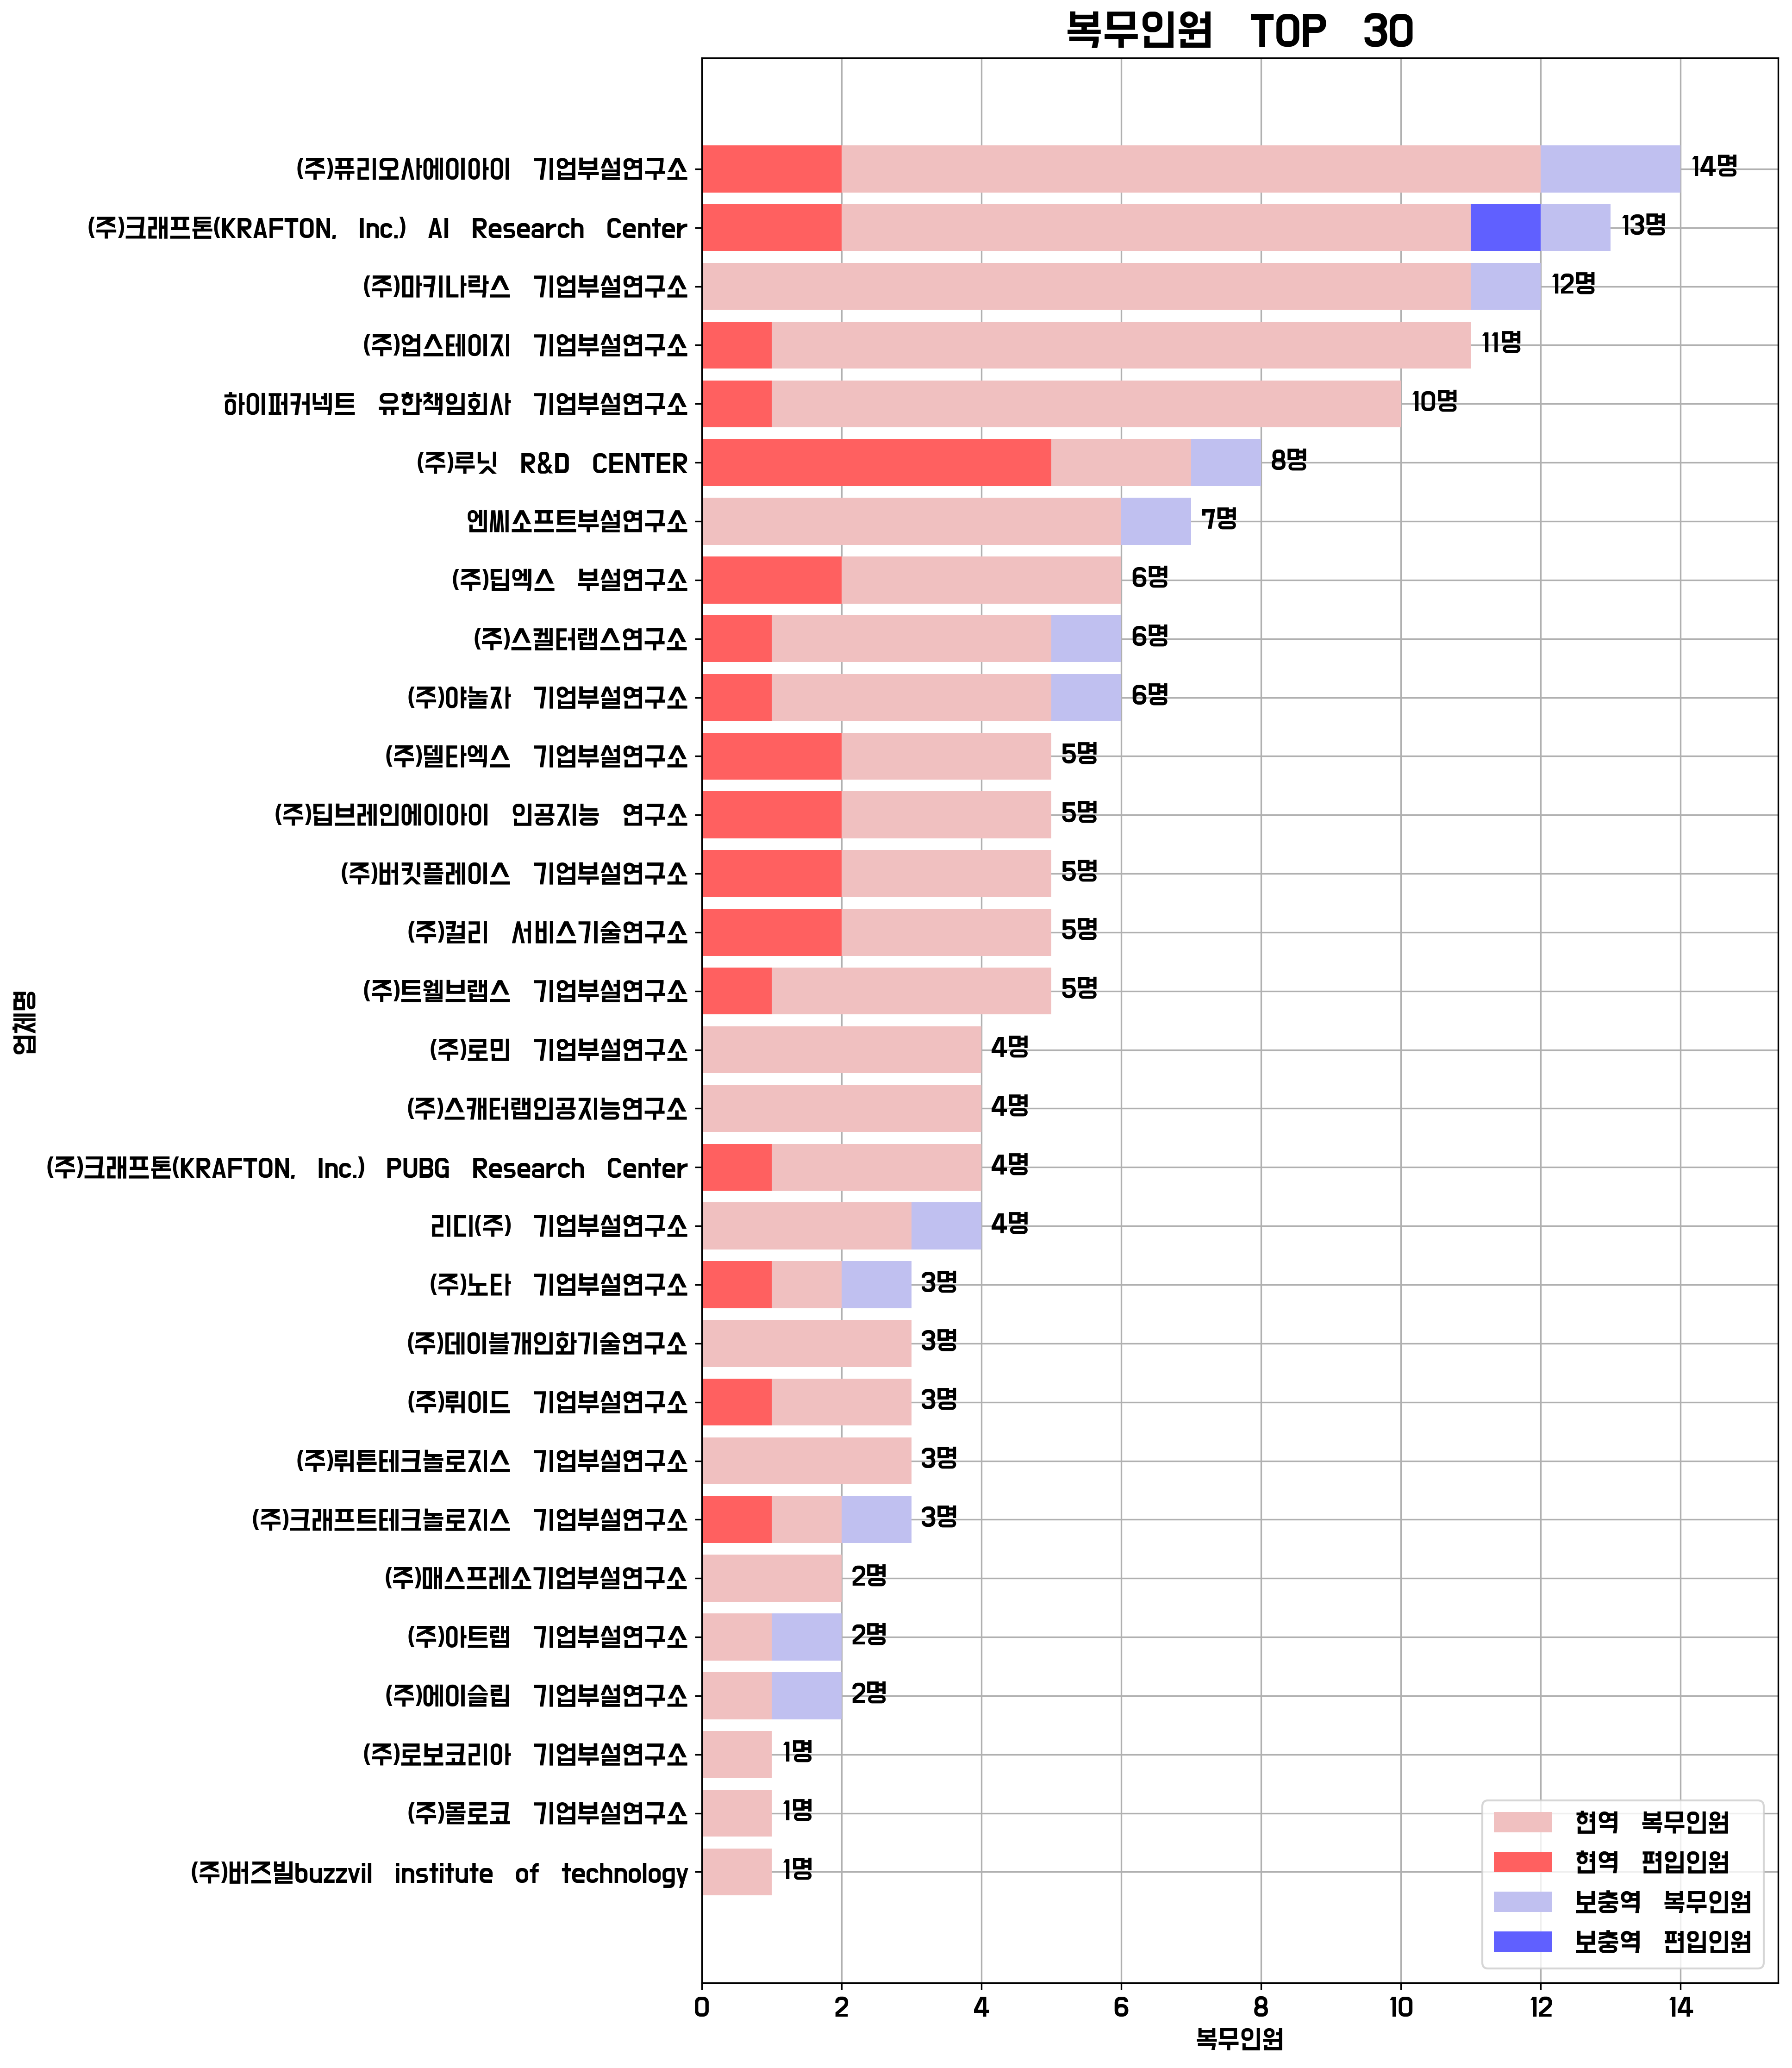 복무인원 TOP 30
(주)퓨리오사에이아이 기업부설연구소 14명
(주)크래프톤(KRAFTON, Inc.) AI Research Center 13명
(주)마키나락스 기업부설연구소 12명
(주)업스테이지 기업부설연구소 11명
하이퍼커넥트 유한책임회사 기업부설연구소 10명
(주)루닛 R&D CENTER 8명
엔씨소프트부설연구소 7명
(주)딥엑스 부설연구소 6명
(주)스켈터랩스연구소 6명
(주)야놀자 기업부설연구소 6명
(주)델타엑스 기업부설연구소 5명
(주)딥브레인에이아이 인공지능 연구소 5명
(주)버킷플레이스 기업부설연구소 5명
(주)컬리 서비스기술연구소 5명
(주)트웰브랩스 기업부설연구소 5명
(주)로민 기업부설연구소 4명
(주)스캐터랩인공지능연구소 4명
(주)크래프톤(KRAFTON, Inc.) PUBG Research Center 4명
리디(주) 기업부설연구소 4명
(주)노타 기업부설연구소 3명
(주)데이블개인화기술연구소 3명
(주)뤼이드 기업부설연구소 3명
(주)뤼튼테크놀로지스 기업부설연구소 3명
(주)크래프트테크놀로지스 기업부설연구소 3명
(주)매스프레소기업부설연구소 2명
(주)아트랩 기업부설연구소 2명
(주)에이슬립 기업부설연구소 2명
(주)로보코리아 기업부설연구소 1명
(주)몰로코 기업부설연구소 1명
(주)버즈빌buzzvil institute of technology 1명
업체명
현역 복무인원
현역 편입인원
보충역 복무인원
보충역 편입인원
0 2 4 6 8 10 12 14
복무인원